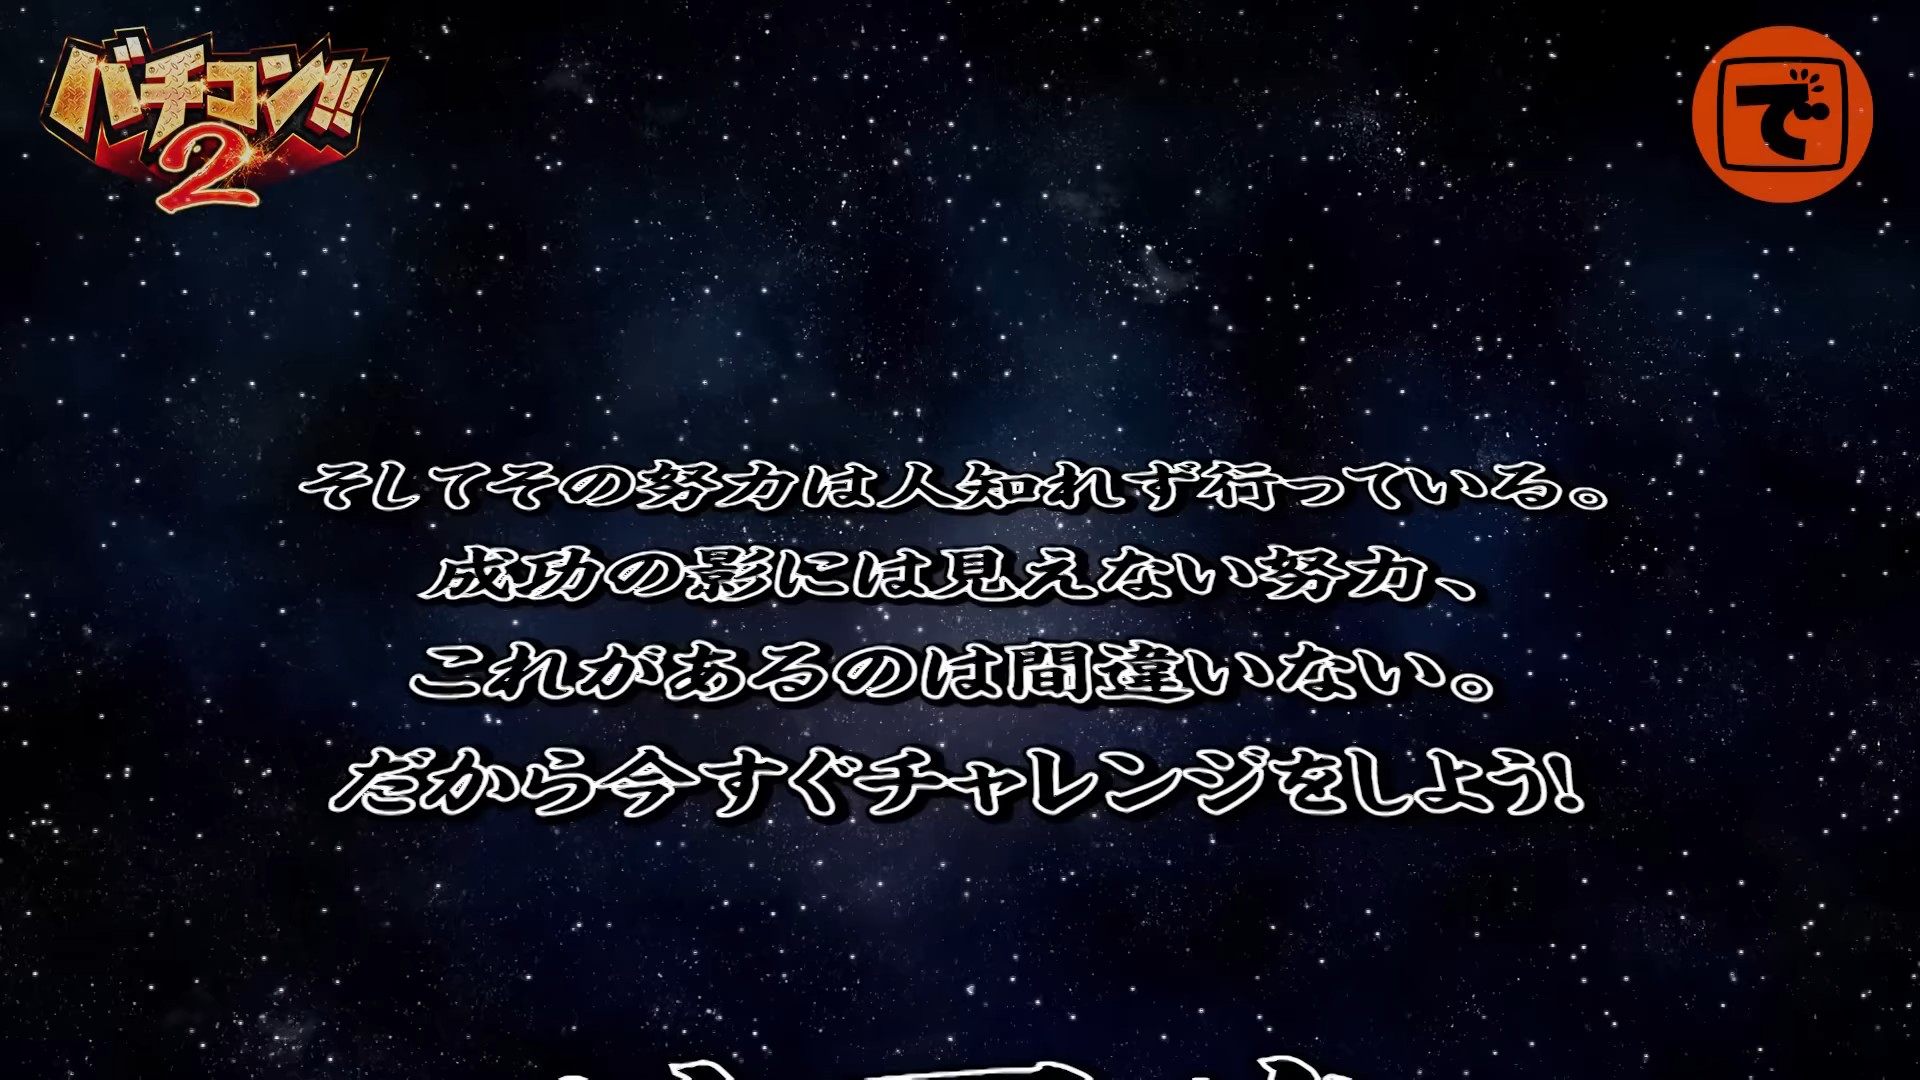 バチコン!!
2
で
そしてその努力は人知れず行っている。
成功の影には見えない努力、
これがあるのは間違いない。
だから今すぐチャレンジをしよう!